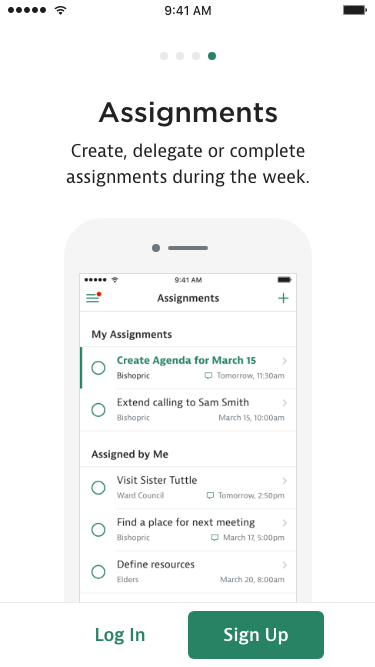 9:41 AM
Assignments
Create, delegate or complete
assignments during the week.
9:41 AM
Assignments
My Assignments
Create Agenda for March 15
Bishopric Tomorrow, 11:30am
Extend calling to Sam Smith
Bishopric March 15, 10:00am
Assigned by Me
Visit Sister Tuttle
Ward Council Tomorrow, 2:50pm
Find a place for next meeting
Bishopric March 17, 5:00pm
Define resources
Elders March 20, 8:00am
Log In Sign Up